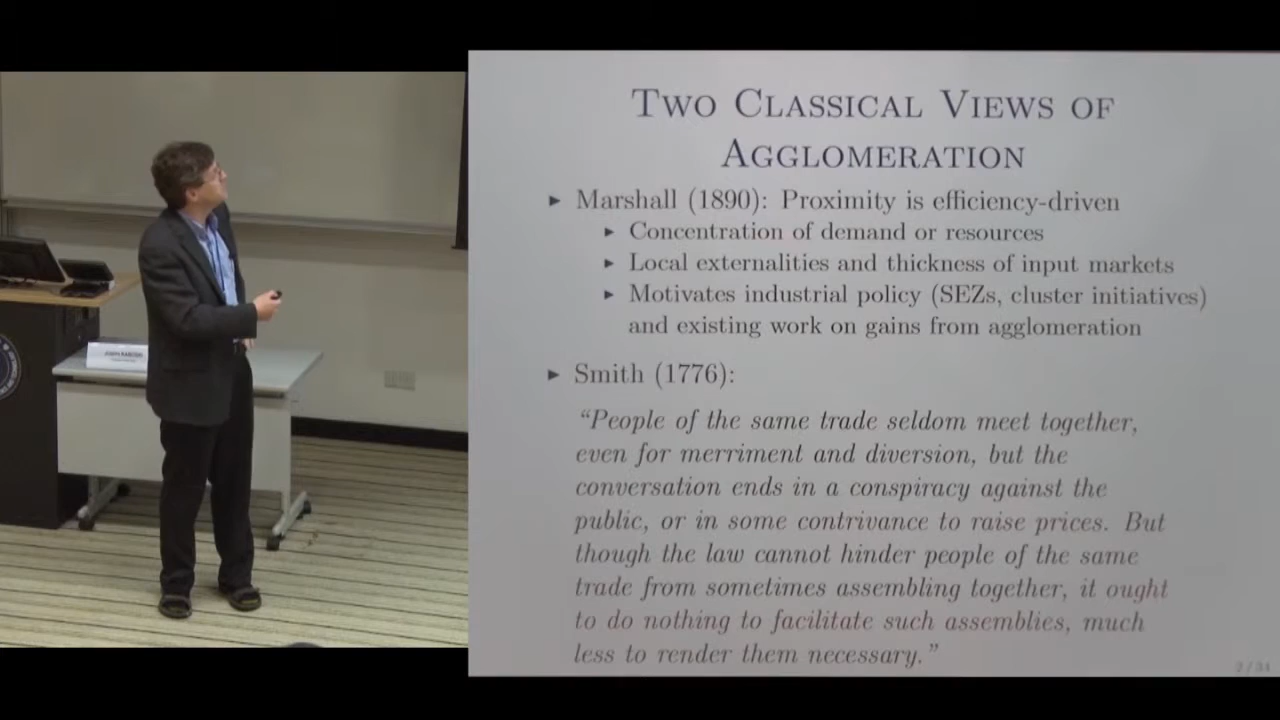 TWO CLASSICAL VIEWS OF
AGGLOMERATION
▶ Marshall (1890): Proximity is efficiency-driven
▶ Concentration of demand or resources
▶ Local externalities and thickness of input markets
▶ Motivates industrial policy (SEZs, cluster initiatives)
and existing work on gains from agglomeration
▶ Smith (1776):
“People of the same trade seldom meet together,
even for merriment and diversion, but the
conversation ends in a conspiracy against the
public, or in some contrivance to raise prices. But
though the law cannot hinder people of the same
trade from sometimes assembling together, it ought
to do nothing to facilitate such assemblies, much
less to render them necessary.”
2 / 34